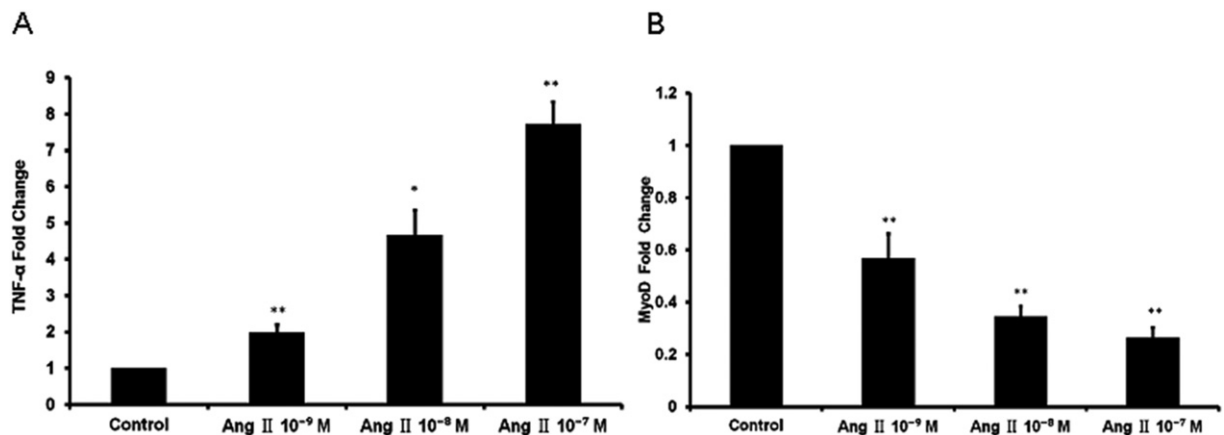 A
TNF-α Fold Change
9
8
7
6
5
4
3
2
1
0
**
*
**
Control
Ang Ⅱ 10⁻⁹ M
Ang Ⅱ 10⁻⁸ M
Ang Ⅱ 10⁻⁷ M
B
MyoD Fold Change
1.2
1
0.8
0.6
0.4
0.2
0
**
**
**
Control
Ang Ⅱ 10⁻⁹ M
Ang Ⅱ 10⁻⁸ M
Ang Ⅱ 10⁻⁷ M